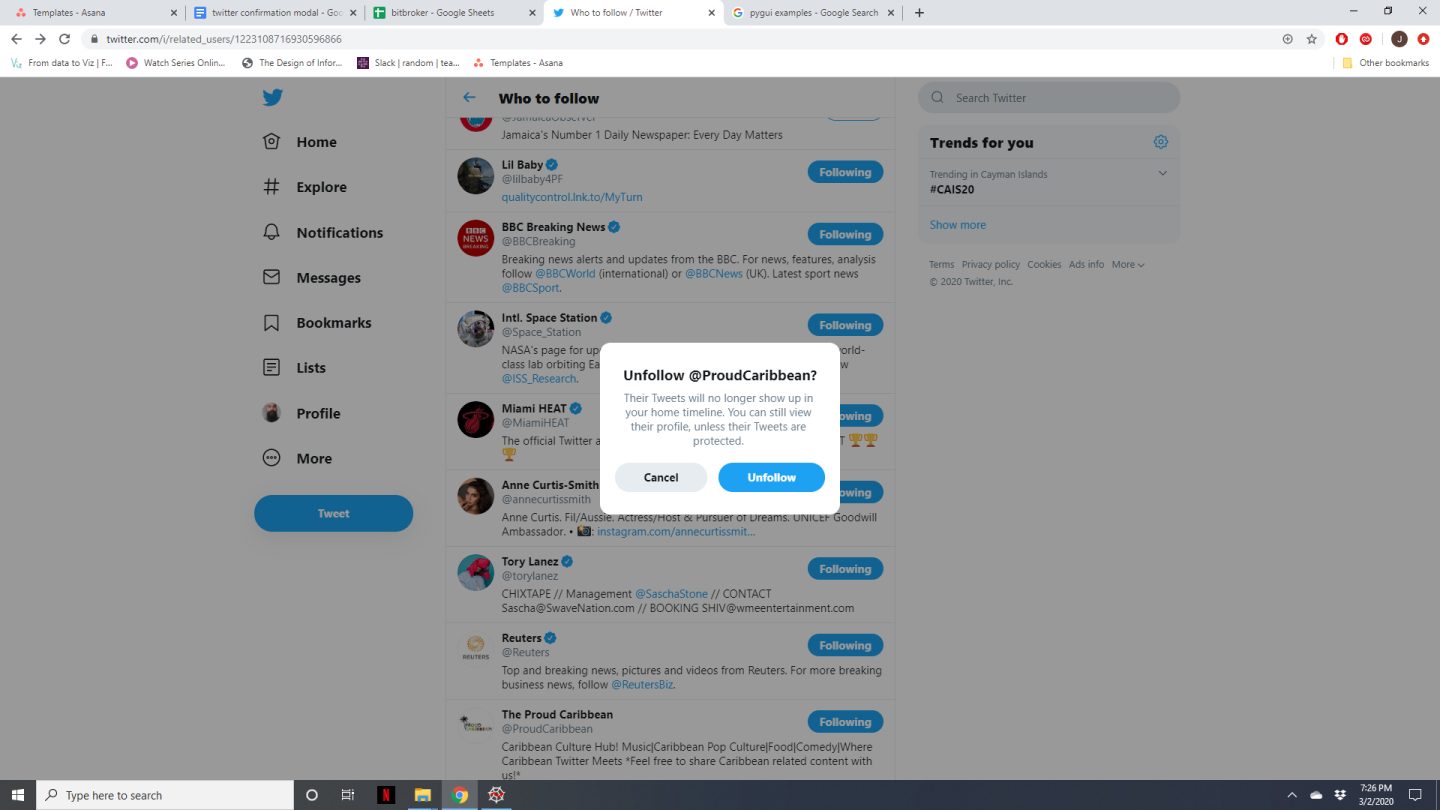 Templates - Asana
twitter confirmation modal - Goo
bitbroker - Google Sheets
Who to follow / Twitter
pygui examples - Google Search
twitter.com/i/related_users/1223108716930596866
J
From data to Viz | F...
Watch Series Onlin...
The Design of Infor...
Slack | random | tea...
Templates - Asana
Other bookmarks
Home
Explore
Notifications
Messages
Bookmarks
Lists
Profile
More
Tweet
Who to follow
@JamaicaObserver
Jamaica's Number 1 Daily Newspaper: Every Day Matters
Lil Baby
@lilbaby4PF
Following
qualitycontrol.lnk.to/MyTurn
BBC
NEWS
BREAKING
BBC Breaking News
@BBCBreaking
Following
Breaking news alerts and updates from the BBC. For news, features, analysis
follow @BBCWorld (international) or @BBCNews (UK). Latest sport news
@BBCSport.
Intl. Space Station
@Space_Station
Following
NASA's page for up
orld-
class lab orbiting Ea
w
@ISS_Research.
Miami HEAT
@MiamiHEAT
owing
The official Twitter a
T 🏆🏆
🏆
Anne Curtis-Smith
@annecurtissmith
owing
Anne Curtis. Fil/Aussie. Actress/Host & Pursuer of Dreams. UNICEF Goodwill
Ambassador. • 📸: instagram.com/annecurtissmit...
Tory Lanez
@torylanez
Following
CHIXTAPE // Management @SaschaStone // CONTACT
Sascha@SwaveNation.com // BOOKING SHIV@wmeentertainment.com
REUTERS
Reuters
@Reuters
Following
Top and breaking news, pictures and videos from Reuters. For more breaking
business news, follow @ReutersBiz.
The Proud Caribbean
@ProudCaribbean
Following
Caribbean Culture Hub! Music|Caribbean Pop Culture|Food|Comedy|Where
Caribbean Twitter Meets *Feel free to share Caribbean related content with
us!*
Unfollow @ProudCaribbean?
Their Tweets will no longer show up in
your home timeline. You can still view
their profile, unless their Tweets are
protected.
Cancel
Unfollow
Search Twitter
Trends for you
Trending in Cayman Islands
#CAIS20
Show more
Terms Privacy policy Cookies Ads info More
© 2020 Twitter, Inc.
Type here to search
N
7:26 PM
3/2/2020